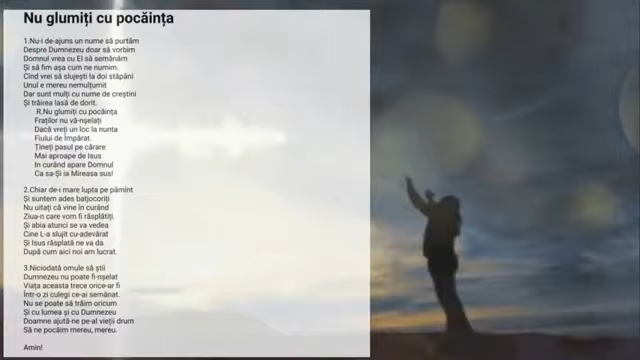 Nu glumiți cu pocăința
1.Nu-i de-ajuns un nume să purtăm
Despre Dumnezeu doar să vorbim
Domnul vrea cu El să semănăm
Și să fim așa cum ne numim.
Cînd vrei să slujești la doi stăpâni
Unul e mereu nemulțumit
Dar sunt mulți cu nume de creștini
Și trăirea lasă de dorit.
R.Nu glumiți cu pocăința
Fraților nu vă-nșelați
Dacă vreți un loc la nunta
Fiului de Împărat.
Țineți pasul pe cărare
Mai aproape de Isus
In curând apare Domnul
Ca sa-Și ia Mireasa sus!
2.Chiar de-i mare lupta pe pămint
Și suntem ades batjocoriți
Nu uitați că vine în curând
Ziua-n care vom fi răsplătiți.
Și abia atunci se va vedea
Cine L-a slujit cu-adevărat
Și Isus răsplată ne va da
După cum aici noi am lucrat.
3.Niciodată omule să știi
Dumnezeu nu poate fi-nșelat
Viața aceasta trece orice-ar fi
Într-o zi culegi ce-ai semănat.
Nu se poate să trăim oricum
Și cu lumea și cu Dumnezeu
Doamne ajută-ne pe-al vieții drum
Să ne pocăim mereu, mereu.
Amin!